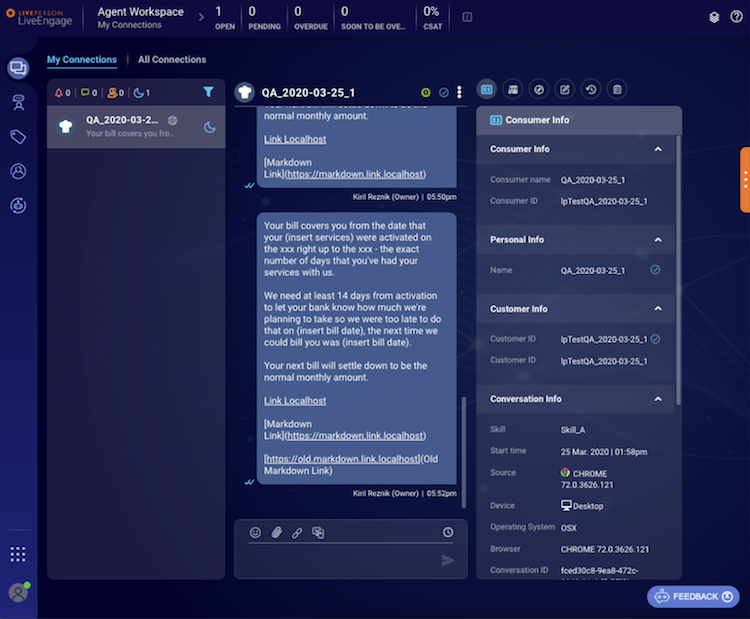 LIVEPERSON
LiveEngage
Agent Workspace
My Connections
1
OPEN
0
PENDING
0
OVERDUE
0
SOON TO BE OVE...
0%
CSAT
My Connections
All Connections
0
0
0
1
QA_2020-03-2...
Your bill covers you fro...
QA_2020-03-25_1
normal monthly amount.
Link Localhost
[Markdown
Link](https://markdown.link.localhost)
Kiril Reznik (Owner) | 05:50pm
Your bill covers you from the date that
your (insert services) were activated on
the xxx right up to the xxx - the exact
number of days that you've had your
services with us.
We need at least 14 days from activation
to let your bank know how much we're
planning to take so we were too late to do
that on (insert bill date), the next time we
could bill you was (insert bill date).
Your next bill will settle down to be the
normal monthly amount.
Link Localhost
[Markdown
Link](https://markdown.link.localhost)
[https://old.markdown.link.localhost](Old
Markdown Link)
Kiril Reznik (Owner) | 05:52pm
Consumer Info
Consumer Info
Consumer name QA_2020-03-25_1
Consumer ID lpTestQA_2020-03-25_1
Personal Info
Name QA_2020-03-25_1
Customer Info
Customer ID lpTestQA_2020-03-25_1
Customer ID lpTestQA_2020-03-25_1
Conversation Info
Skill Skill_A
Start time 25 Mar. 2020 | 01:58pm
Source CHROME
72.0.3626.121
Device Desktop
Operating System OSX
Browser CHROME 72.0.3626.121
Conversation ID fced30c8-9ea8-472c-
FEEDBACK